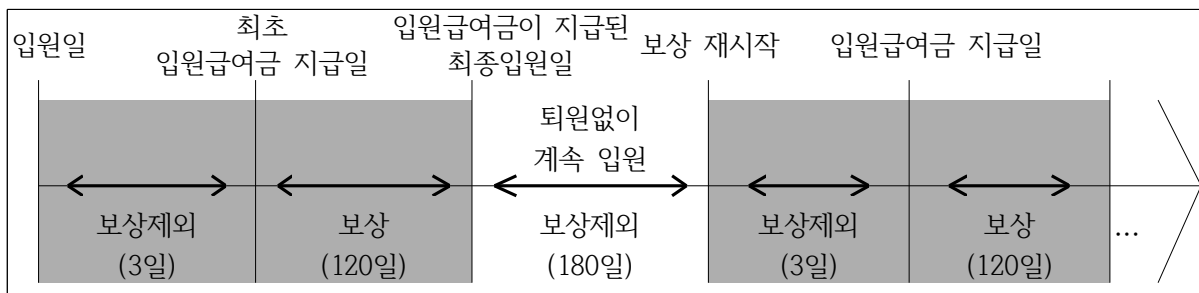 입원일
최초
입원급여금 지급일
입원급여금이 지급된
최종입원일
보상 재시작
입원급여금 지급일
퇴원없이
계속 입원
보상제외
(3일)
보상
(120일)
보상제외
(180일)
보상제외
(3일)
보상
(120일)
...